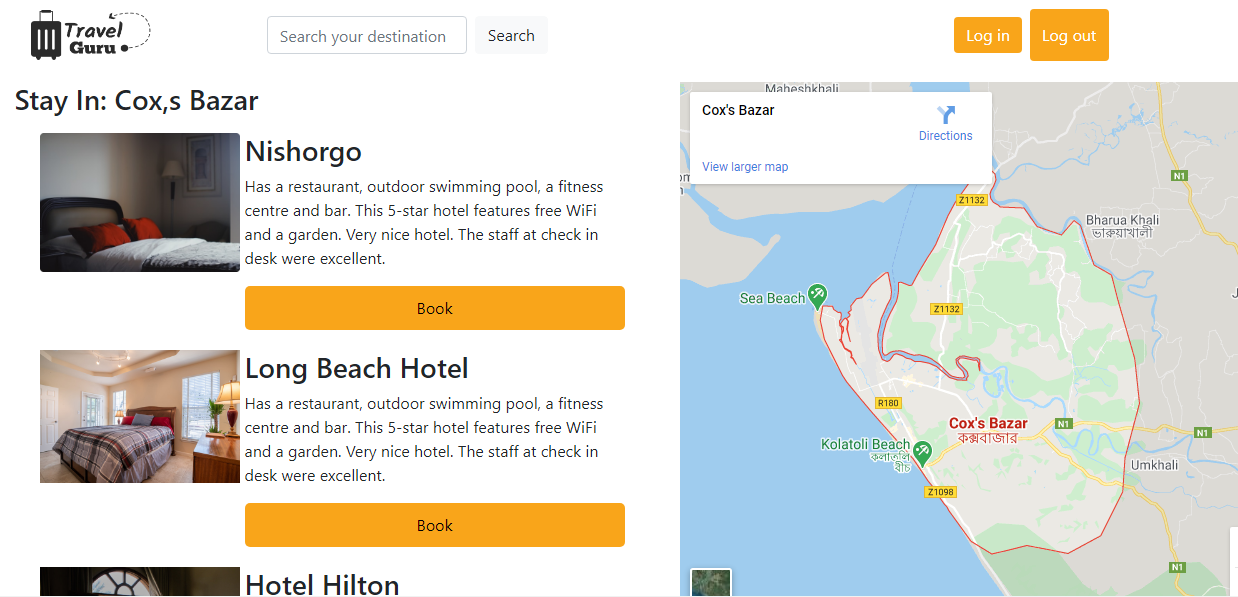 Travel
Guru
Search your destination
Search
Log in
Log out
Stay In: Cox,s Bazar
Nishorgo
Has a restaurant, outdoor swimming pool, a fitness
centre and bar. This 5-star hotel features free WiFi
and a garden. Very nice hotel. The staff at check in
desk were excellent.
Book
Long Beach Hotel
Has a restaurant, outdoor swimming pool, a fitness
centre and bar. This 5-star hotel features free WiFi
and a garden. Very nice hotel. The staff at check in
desk were excellent.
Book
Hotel Hilton
Maheshkhali
Cox's Bazar
Directions
View larger map
N1
Z1132
Bharua Khali
ভারুয়াখালী
Sea Beach
Z1132
R180
Cox's Bazar
কক্সবাজার
N1
N1
Kolatoli Beach
কলাতলি
বীচ
Umkhali
Z1098
N1